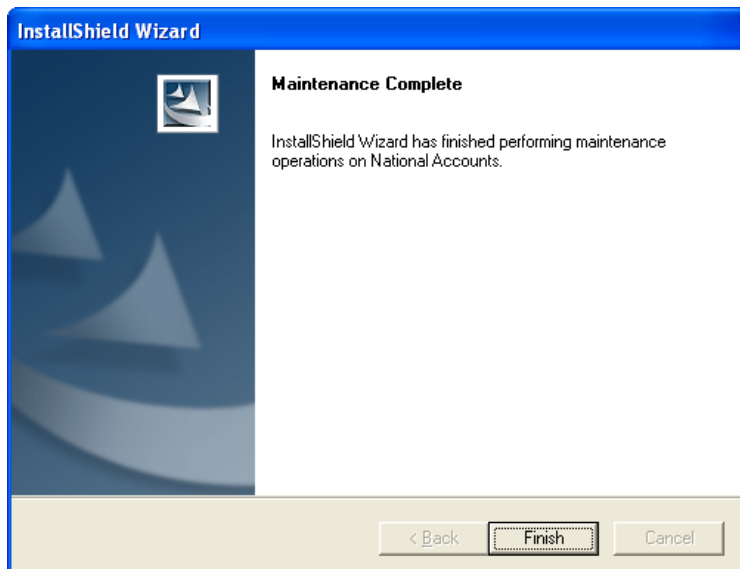 InstallShield Wizard
Maintenance Complete
InstallShield Wizard has finished performing maintenance
operations on National Accounts.
< Back
Finish
Cancel